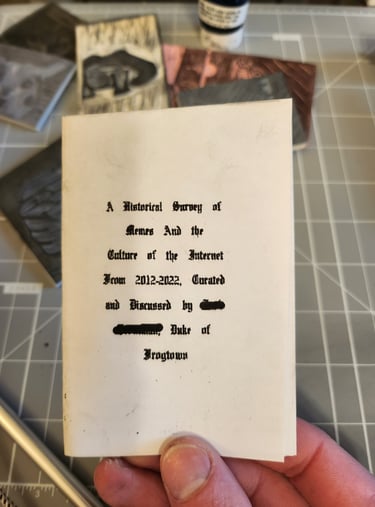 A Historical Survey of
Memes And the
Culture of the Internet
From 2012-2022, Curated
and Discussed by
Duke of
Frogtown